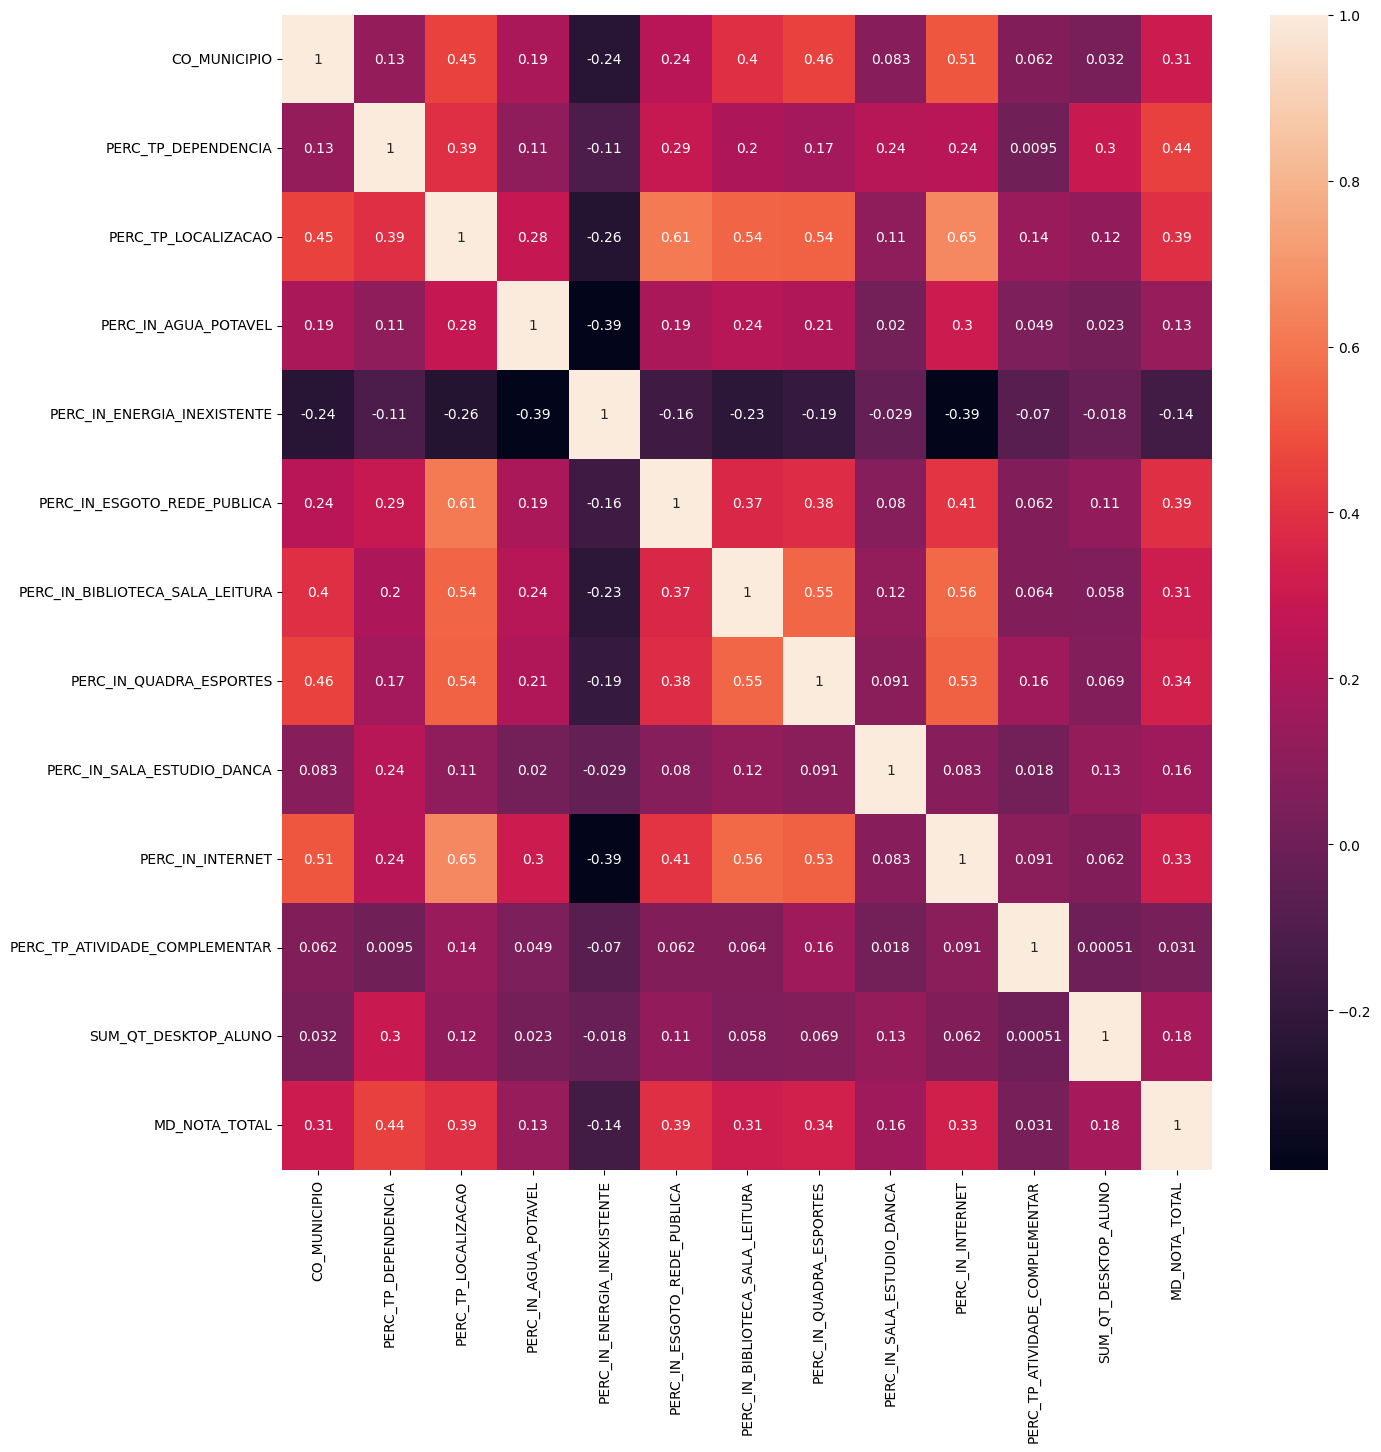 CO_MUNICIPIO 1 0.13 0.45 0.19 -0.24 0.24 0.4 0.46 0.083 0.51 0.062 0.032 0.31
PERC_TP_DEPENDENCIA 0.13 1 0.39 0.11 -0.11 0.29 0.2 0.17 0.24 0.24 0.0095 0.3 0.44
PERC_TP_LOCALIZACAO 0.45 0.39 1 0.28 -0.26 0.61 0.54 0.54 0.11 0.65 0.14 0.12 0.39
PERC_IN_AGUA_POTAVEL 0.19 0.11 0.28 1 -0.39 0.19 0.24 0.21 0.02 0.3 0.049 0.023 0.13
PERC_IN_ENERGIA_INEXISTENTE -0.24 -0.11 -0.26 -0.39 1 -0.16 -0.23 -0.19 -0.029 -0.39 -0.07 -0.018 -0.14
PERC_IN_ESGOTO_REDE_PUBLICA 0.24 0.29 0.61 0.19 -0.16 1 0.37 0.38 0.08 0.41 0.062 0.11 0.39
PERC_IN_BIBLIOTECA_SALA_LEITURA 0.4 0.2 0.54 0.24 -0.23 0.37 1 0.55 0.12 0.56 0.064 0.058 0.31
PERC_IN_QUADRA_ESPORTES 0.46 0.17 0.54 0.21 -0.19 0.38 0.55 1 0.091 0.53 0.16 0.069 0.34
PERC_IN_SALA_ESTUDIO_DANCA 0.083 0.24 0.11 0.02 -0.029 0.08 0.12 0.091 1 0.083 0.018 0.13 0.16
PERC_IN_INTERNET 0.51 0.24 0.65 0.3 -0.39 0.41 0.56 0.53 0.083 1 0.091 0.062 0.33
PERC_TP_ATIVIDADE_COMPLEMENTAR 0.062 0.0095 0.14 0.049 -0.07 0.062 0.064 0.16 0.018 0.091 1 0.00051 0.031
SUM_QT_DESKTOP_ALUNO 0.032 0.3 0.12 0.023 -0.018 0.11 0.058 0.069 0.13 0.062 0.00051 1 0.18
MD_NOTA_TOTAL 0.31 0.44 0.39 0.13 -0.14 0.39 0.31 0.34 0.16 0.33 0.031 0.18 1
CO_MUNICIPIO
PERC_TP_DEPENDENCIA
PERC_TP_LOCALIZACAO
PERC_IN_AGUA_POTAVEL
PERC_IN_ENERGIA_INEXISTENTE
PERC_IN_ESGOTO_REDE_PUBLICA
PERC_IN_BIBLIOTECA_SALA_LEITURA
PERC_IN_QUADRA_ESPORTES
PERC_IN_SALA_ESTUDIO_DANCA
PERC_IN_INTERNET
PERC_TP_ATIVIDADE_COMPLEMENTAR
SUM_QT_DESKTOP_ALUNO
MD_NOTA_TOTAL
1.0
0.8
0.6
0.4
0.2
0.0
−0.2